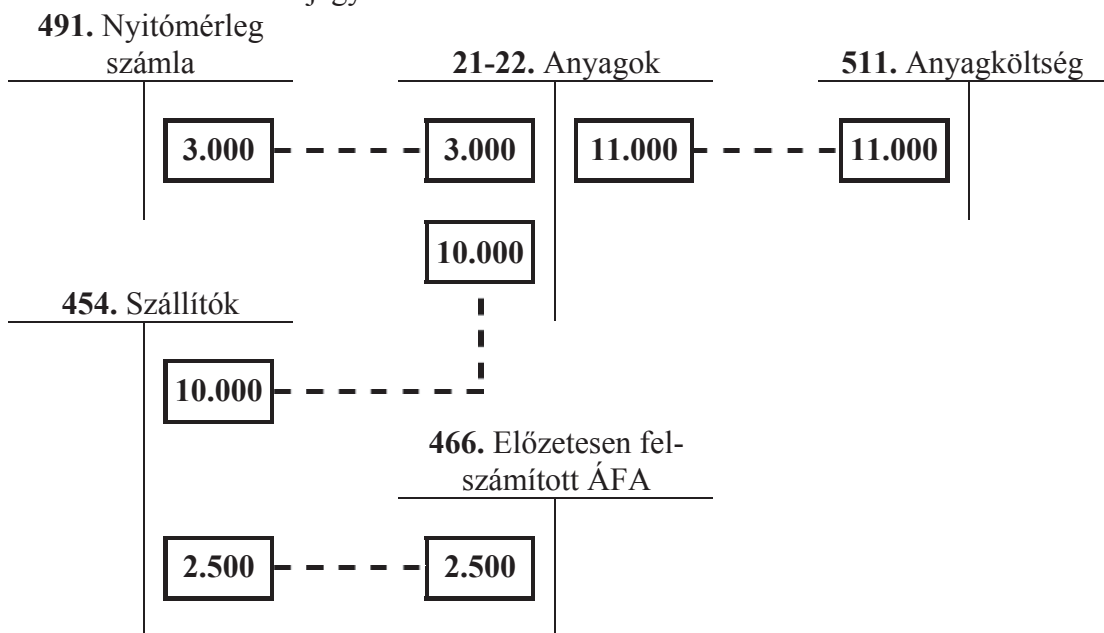 491. Nyitómérleg
számla
21-22. Anyagok
511. Anyagköltség
3.000
3.000
11.000
11.000
10.000
454. Szállítók
10.000
466. Előzetesen fel-
számított ÁFA
2.500
2.500